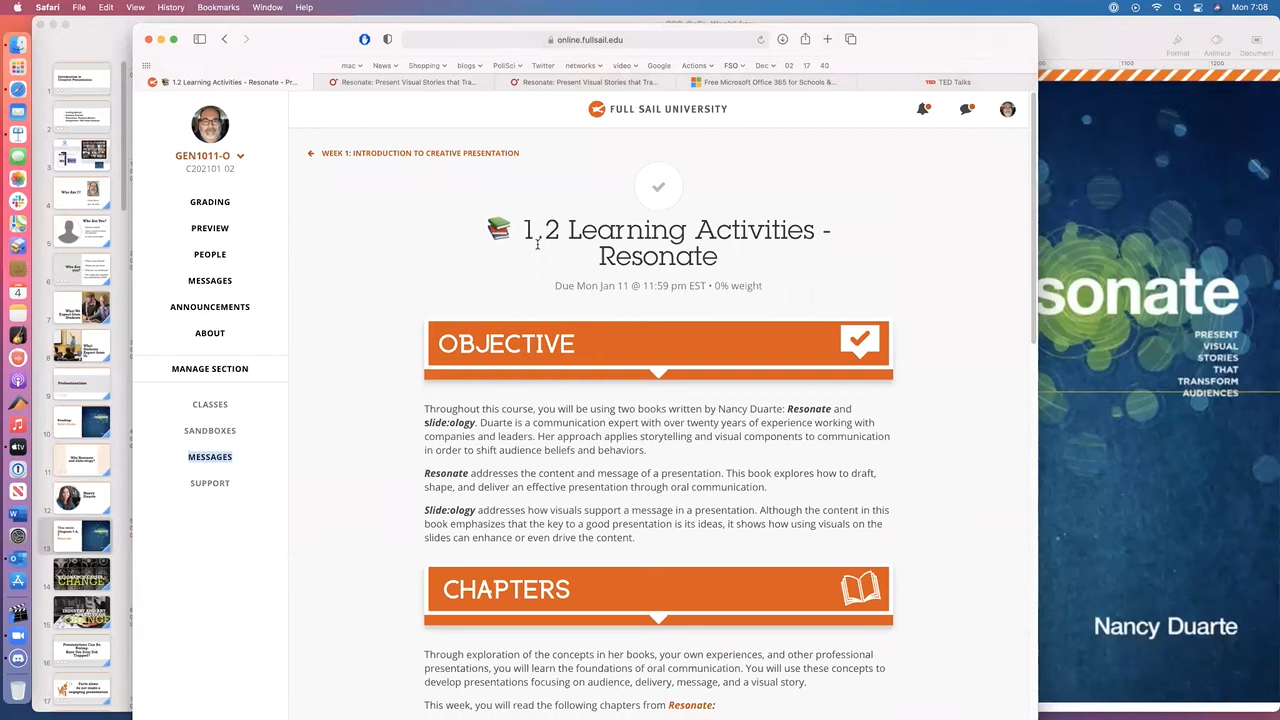 Safari File Edit View History Bookmarks Window Help
Mon 7:08
online.fullsail.edu
Format Animate Document
mac News Shopping blogs PoliSci Twitter networks video Google Actions FSO Dec 02 17 40
1.2 Learning Activities - Resonate - Pr...
Resonate: Present Visual Stories that Tra...
Resonate: Present Visual Stories that Tra...
Free Microsoft Office 365 for Schools &...
TED TED Talks
1100 1200
FULL SAIL UNIVERSITY
GEN1011-O
C202101 02
GRADING
PREVIEW
PEOPLE
MESSAGES
ANNOUNCEMENTS
ABOUT
MANAGE SECTION
CLASSES
SANDBOXES
MESSAGES
SUPPORT
WEEK 1: INTRODUCTION TO CREATIVE PRESENTATION
1.2 Learning Activities -
Resonate
Due Mon Jan 11 @ 11:59 pm EST • 0% weight
OBJECTIVE
Throughout this course, you will be using two books written by Nancy Duarte: Resonate and
slide:ology. Duarte is a communication expert with over twenty years of experience working with
companies and leaders. Her approach applies storytelling and visual components to communication
in order to shift audience beliefs and behaviors.
Resonate addresses the content and message of a presentation. This book explores how to draft,
shape, and deliver an effective presentation through oral communication.
Slide:ology addresses how visuals support a message in a presentation. Although the content in this
book emphasizes that the key to a good presentation is its ideas, it shows how using visuals on the
slides can enhance or even drive the content.
CHAPTERS
Through exploration of the concepts in her books, your own experiences, and other professional
presentations, you will learn the foundations of oral communication. You will use these concepts to
develop presentations focusing on audience, delivery, message, and a visual story.
This week, you will read the following chapters from Resonate:
sonate
PRESENT
VISUAL
STORIES
THAT
TRANSFORM
AUDIENCES
Nancy Duarte